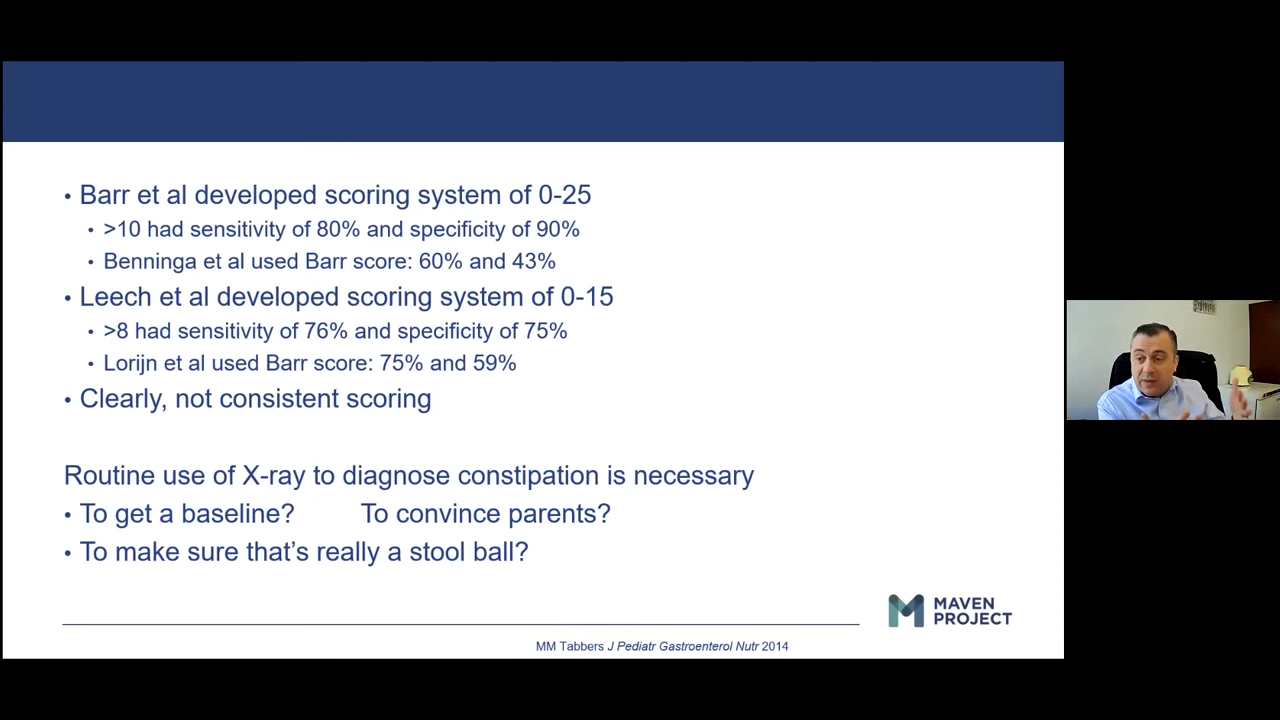 • Barr et al developed scoring system of 0-25
• >10 had sensitivity of 80% and specificity of 90%
• Benninga et al used Barr score: 60% and 43%
• Leech et al developed scoring system of 0-15
• >8 had sensitivity of 76% and specificity of 75%
• Lorijn et al used Barr score: 75% and 59%
• Clearly, not consistent scoring
Routine use of X-ray to diagnose constipation is necessary
• To get a baseline? To convince parents?
• To make sure that’s really a stool ball?
MAVEN
PROJECT
MM Tabbers J Pediatr Gastroenterol Nutr 2014